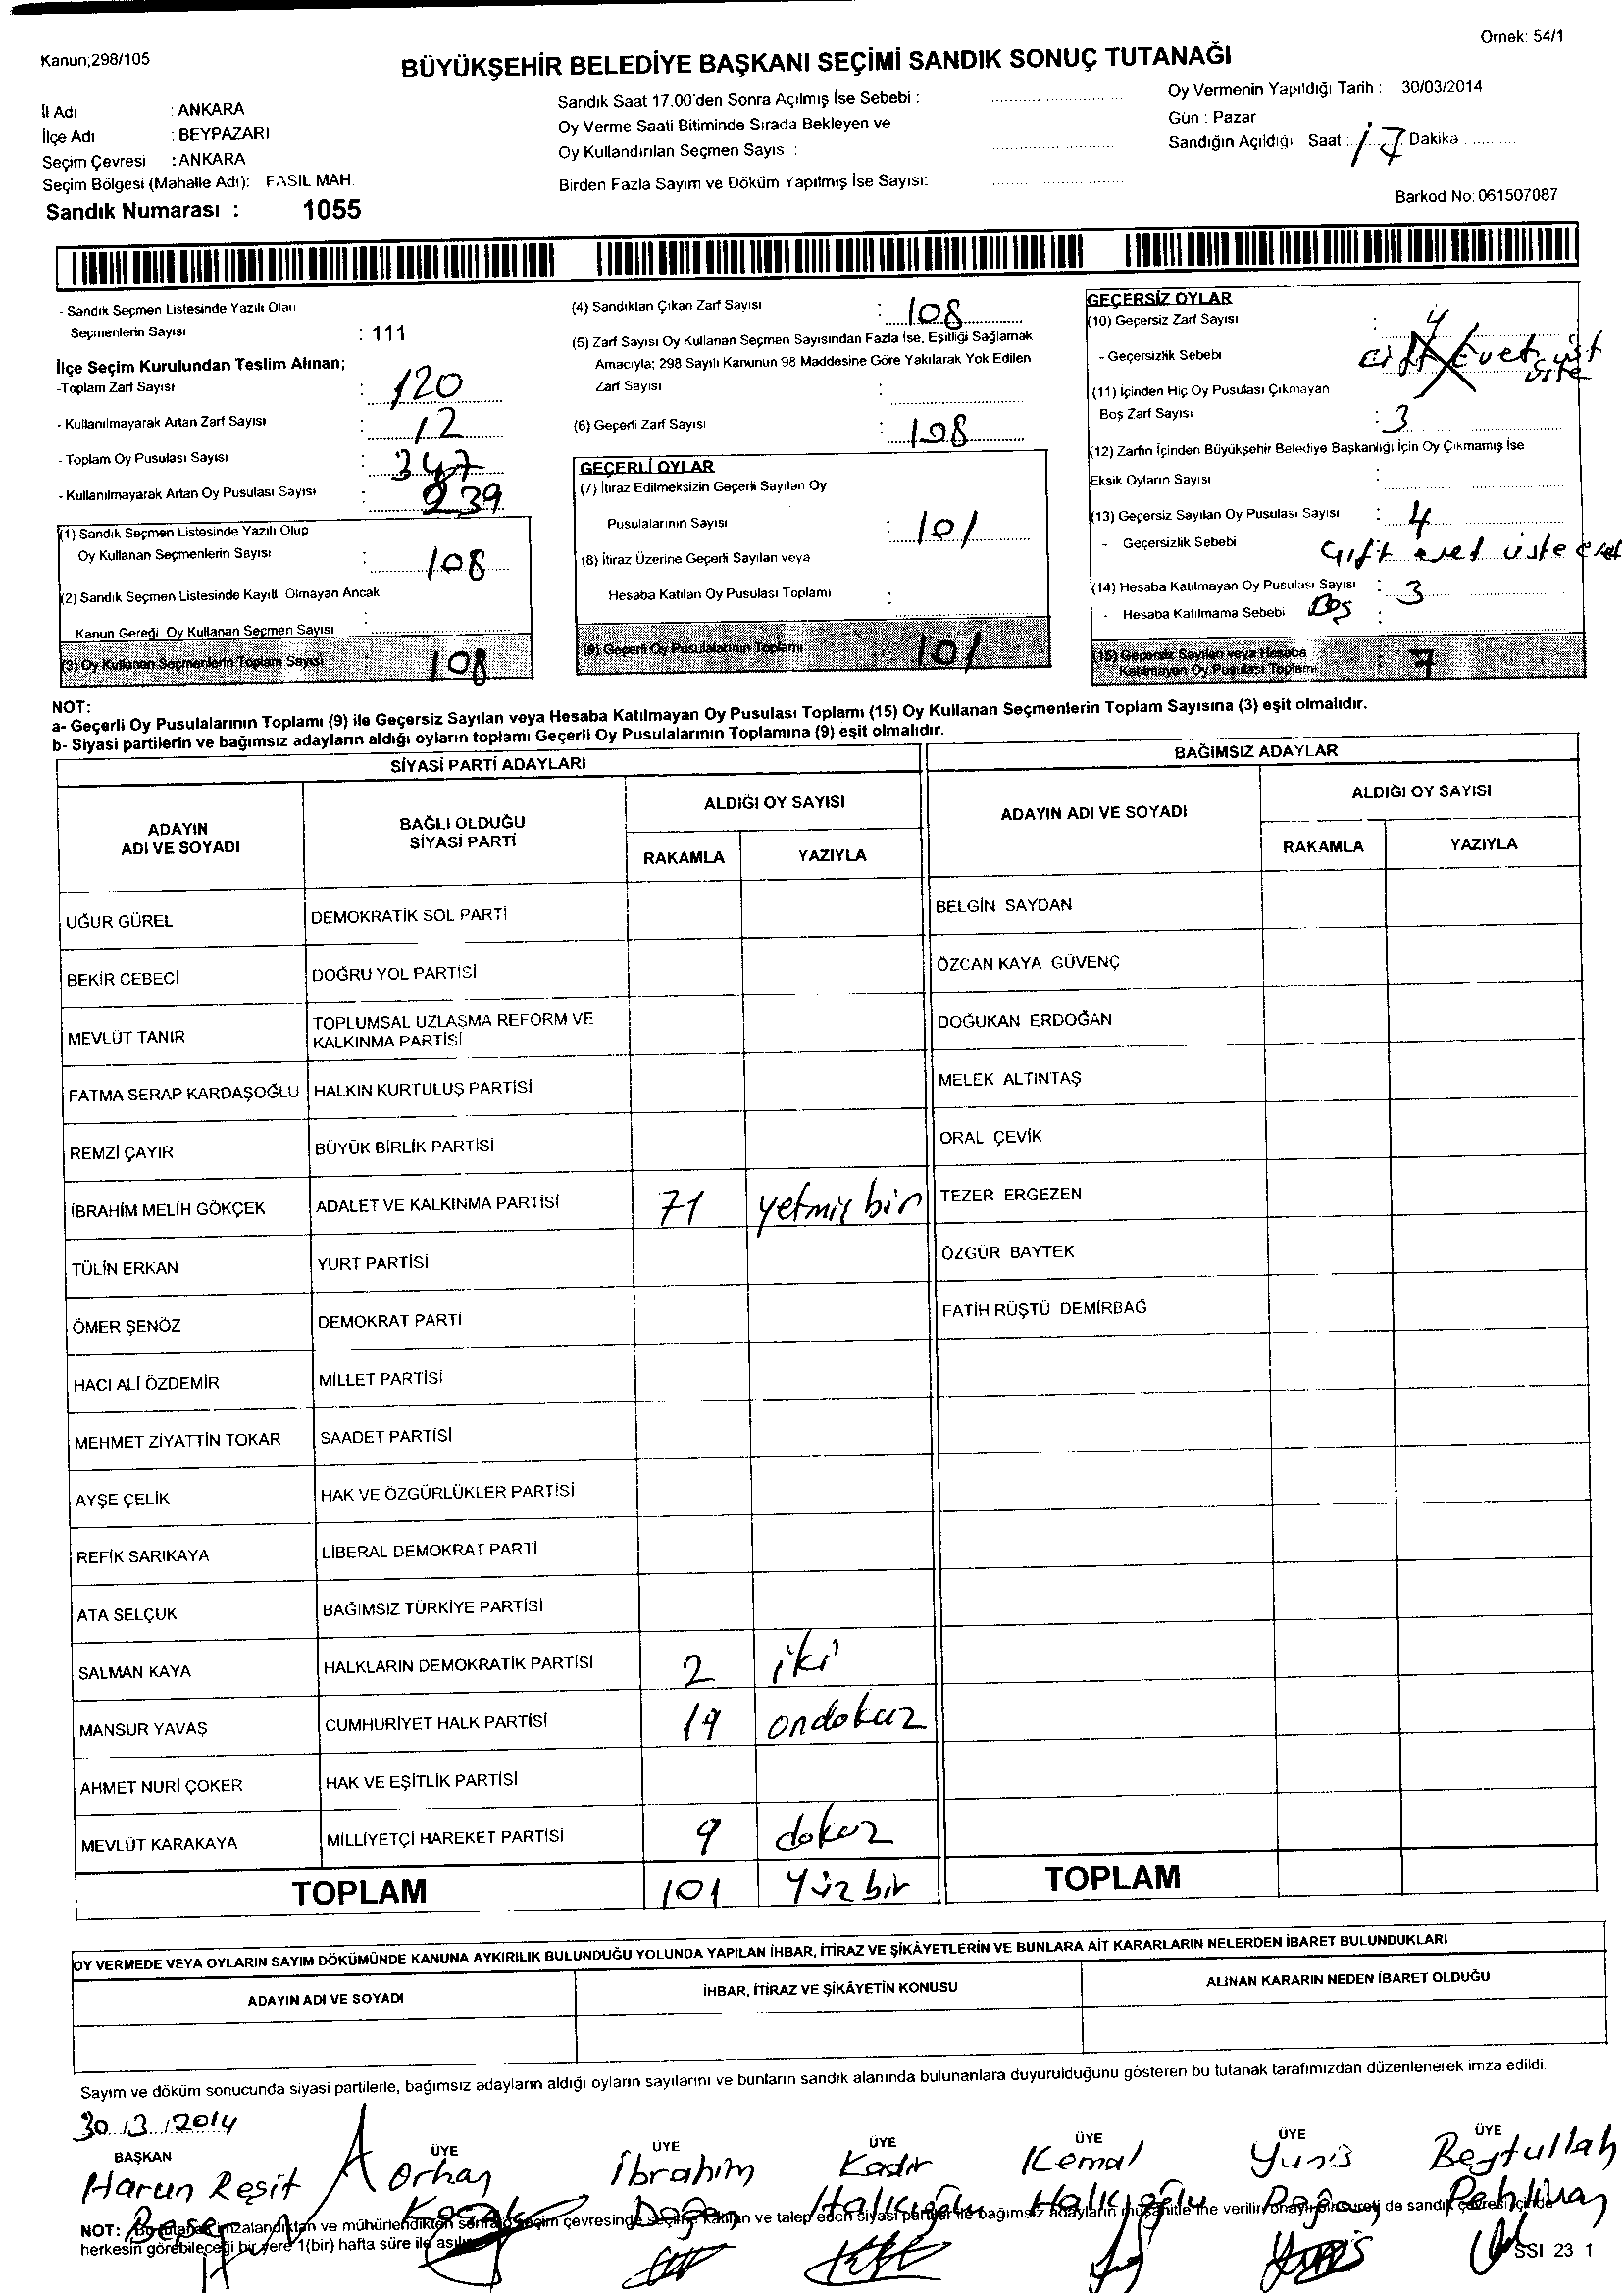 Örnek: 54/1
Kanun;298/105
BÜYÜKŞEHİR BELEDİYE BAŞKANI SEÇİMİ SANDIK SONUÇ TUTANAĞI
İl Adı : ANKARA
İlçe Adı : BEYPAZARI
Seçim Çevresi : ANKARA
Seçim Bölgesi (Mahalle Adı): FASIL MAH.
Sandık Numarası : 1055
Sandık Saat 17.00'den Sonra Açılmış İse Sebebi :
Oy Verme Saati Bitiminde Sırada Bekleyen ve
Oy Kullandırılan Seçmen Sayısı :
Birden Fazla Sayım ve Döküm Yapılmış İse Sayısı:
Oy Vermenin Yapıldığı Tarih : 30/03/2014
Gün : Pazar
Sandığın Açıldığı Saat : 17 Dakika
Barkod No: 061507087
- Sandık Seçmen Listesinde Yazılı Olan
Seçmenlerin Sayısı : 111
İlçe Seçim Kurulundan Teslim Alınan;
-Toplam Zarf Sayısı : 120
- Kullanılmayarak Artan Zarf Sayısı : 12
- Toplam Oy Pusulası Sayısı : 347
- Kullanılmayarak Artan Oy Pusulası Sayısı : 239
(1) Sandık Seçmen Listesinde Yazılı Olup
Oy Kullanan Seçmenlerin Sayısı : 108
(2) Sandık Seçmen Listesinde Kayıtlı Olmayan Ancak
Kanun Gereği Oy Kullanan Seçmen Sayısı :
(3) Oy Kullanan Seçmenlerin Toplam Sayısı : 108
(4) Sandıktan Çıkan Zarf Sayısı : 108
(5) Zarf Sayısı Oy Kullanan Seçmen Sayısından Fazla İse, Eşitliği Sağlamak
Amacıyla; 298 Sayılı Kanunun 98 Maddesine Göre Yakılarak Yok Edilen
Zarf Sayısı :
(6) Geçerli Zarf Sayısı : 108
GEÇERLİ OYLAR
(7) İtiraz Edilmeksizin Geçerli Sayılan Oy
Pusulalarının Sayısı : 101
(8) İtiraz Üzerine Geçerli Sayılan veya
Hesaba Katılan Oy Pusulası Toplamı :
(9) Geçerli Oy Pusulalarının Toplamı : 101
GEÇERSİZ OYLAR
(10) Geçersiz Zarf Sayısı : 4
- Geçersizlik Sebebi çift Evet üst üste
(11) İçinden Hiç Oy Pusulası Çıkmayan
Boş Zarf Sayısı : 3
(12) Zarfın İçinden Büyükşehir Belediye Başkanlığı İçin Oy Çıkmamış İse
Eksik Oyların Sayısı :
(13) Geçersiz Sayılan Oy Pusulası Sayısı : 4
- Geçersizlik Sebebi Çift evet üste evet
(14) Hesaba Katılmayan Oy Pusulası Sayısı : 3
- Hesaba Katılmama Sebebi Boş :
(15) Geçersiz Sayılan veya Hesaba
Katılmayan Oy Pusulası Toplamı : 7
NOT:
a- Geçerli Oy Pusulalarının Toplamı (9) ile Geçersiz Sayılan veya Hesaba Katılmayan Oy Pusulası Toplamı (15) Oy Kullanan Seçmenlerin Toplam Sayısına (3) eşit olmalıdır.
b- Siyasi partilerin ve bağımsız adayların aldığı oyların toplamı Geçerli Oy Pusulalarının Toplamına (9) eşit olmalıdır.
SİYASİ PARTİ ADAYLARI
ADAYIN ADI VE SOYADI
BAĞLI OLDUĞU SİYASİ PARTİ
ALDIĞI OY SAYISI
RAKAMLA YAZIYLA
UĞUR GÜREL DEMOKRATİK SOL PARTİ
BEKİR CEBECİ DOĞRU YOL PARTİSİ
MEVLÜT TANIR TOPLUMSAL UZLAŞMA REFORM VE KALKINMA PARTİSİ
FATMA SERAP KARDAŞOĞLU HALKIN KURTULUŞ PARTİSİ
REMZİ ÇAYIR BÜYÜK BİRLİK PARTİSİ
İBRAHİM MELİH GÖKÇEK ADALET VE KALKINMA PARTİSİ 71 yetmiş bir
TÜLİN ERKAN YURT PARTİSİ
ÖMER ŞENÖZ DEMOKRAT PARTİ
HACI ALİ ÖZDEMİR MİLLET PARTİSİ
MEHMET ZİYATTİN TOKAR SAADET PARTİSİ
AYŞE ÇELİK HAK VE ÖZGÜRLÜKLER PARTİSİ
REFİK SARIKAYA LİBERAL DEMOKRAT PARTİ
ATA SELÇUK BAĞIMSIZ TÜRKİYE PARTİSİ
SALMAN KAYA HALKLARIN DEMOKRATİK PARTİSİ 2 iki
MANSUR YAVAŞ CUMHURİYET HALK PARTİSİ 19 ondokuz
AHMET NURİ ÇOKER HAK VE EŞİTLİK PARTİSİ
MEVLÜT KARAKAYA MİLLİYETÇİ HAREKET PARTİSİ 9 dokuz
TOPLAM 101 Yüz bir
BAĞIMSIZ ADAYLAR
ADAYIN ADI VE SOYADI
ALDIĞI OY SAYISI
RAKAMLA YAZIYLA
BELGİN SAYDAN
ÖZCAN KAYA GÜVENÇ
DOĞUKAN ERDOĞAN
MELEK ALTINTAŞ
ORAL ÇEVİK
TEZER ERGEZEN
ÖZGÜR BAYTEK
FATİH RÜŞTÜ DEMİRBAĞ
TOPLAM
OY VERMEDE VEYA OYLARIN SAYIM DÖKÜMÜNDE KANUNA AYKIRILIK BULUNDUĞU YOLUNDA YAPILAN İHBAR, İTİRAZ VE ŞİKÂYETLERİN VE BUNLARA AİT KARARLARIN NELERDEN İBARET BULUNDUKLARI
ADAYIN ADI VE SOYADI
İHBAR, İTİRAZ VE ŞİKÂYETİN KONUSU
ALINAN KARARIN NEDEN İBARET OLDUĞU
Sayım ve döküm sonucunda siyasi partilerle, bağımsız adayların aldığı oyların sayılarını ve bunların sandık alanında bulunanlara duyurulduğunu gösteren bu tutanak tarafımızdan düzenlenerek imza edildi.
30.13.12014
BAŞKAN ÜYE ÜYE ÜYE ÜYE ÜYE ÜYE
Harun Reşit Orhan İbrahim Kadir Kemal Yunis Beytullah
Doğan Halıcıoğlu Halıcıoğlu Doğan Pehlivan
NOT: Bu tutanak imzalandıktan ve mühürlendikten sonra seçim çevresinde seçime katılan ve talep eden siyasi partiler ile bağımsız adayların müşahitlerine verilir, onaylı bir sureti de sandık çevresi içinde
herkesin görebileceği bir yere 1(bir) hafta süre ile asılır.
SSI 23 1